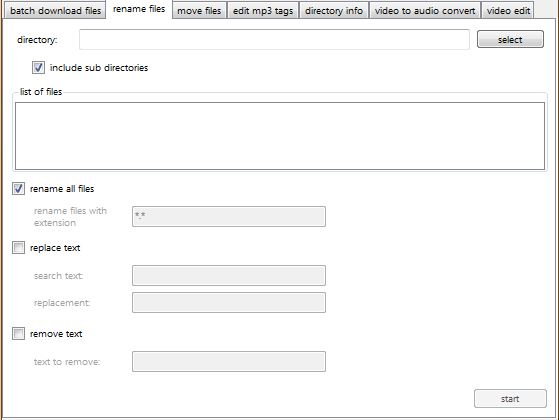 batch download files rename files move files edit mp3 tags directory info video to audio convert video edit
directory: select
include sub directories
list of files
rename all files
rename files with
extension
*.*
replace text
search text:
replacement:
remove text
text to remove:
start